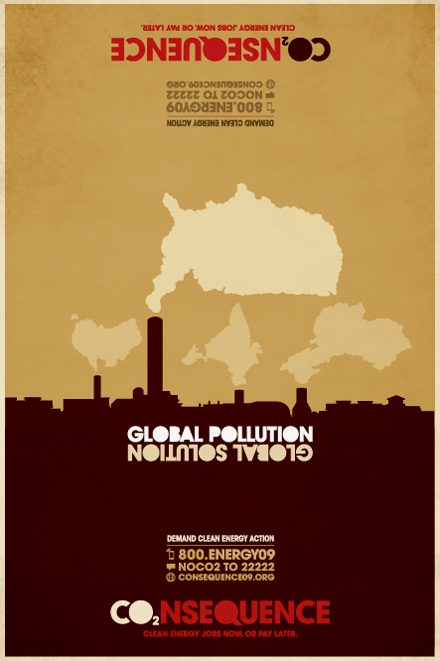 CLEAN ENERGY JOBS NOW. OR PAY LATER.
CO2NSEQUENCE
CONSEQUENCE09.ORG
NOCO2 TO 22222
800.ENERGY09
DEMAND CLEAN ENERGY ACTION
GLOBAL POLLUTION
GLOBAL SOLUTION
DEMAND CLEAN ENERGY ACTION
800.ENERGY09
NOCO2 TO 22222
CONSEQUENCE09.ORG
CO2NSEQUENCE
CLEAN ENERGY JOBS NOW. OR PAY LATER.